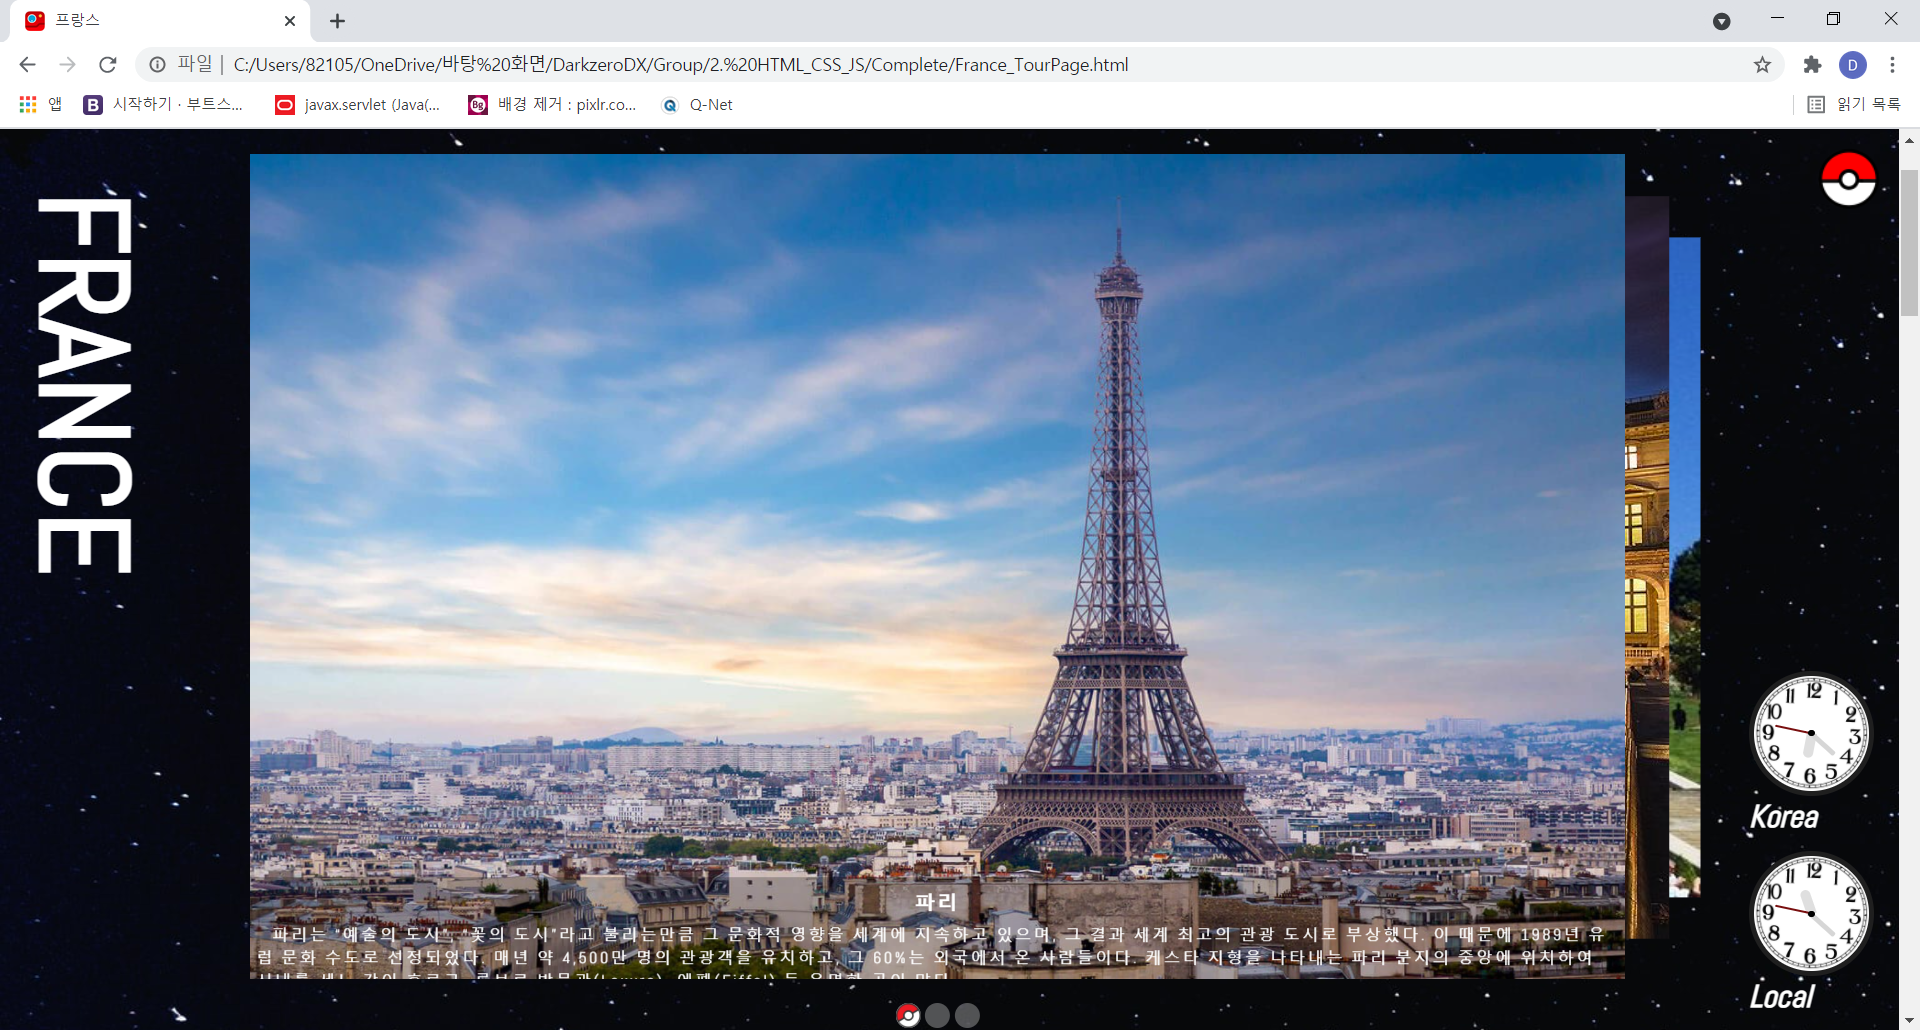 프랑스
파일 | C:/Users/82105/OneDrive/바탕%20화면/DarkzeroDX/Group/2.%20HTML_CSS_JS/Complete/France_TourPage.html
D
앱
시작하기 · 부트스...
javax.servlet (Java(...
배경 제거 : pixlr.co...
Q-Net
읽기 목록
FRANCE
파리
파리는 "예술의 도시", "꽃의 도시"라고 불리는만큼 그 문화적 영향을 세계에 지속하고 있으며, 그 결과 세계 최고의 관광 도시로 부상했다. 이 때문에 1989년 유
럽 문화 수도로 선정되었다. 매년 약 4,500만 명의 관광객을 유치하고, 그 60%는 외국에서 온 사람들이다. 케스타 지형을 나타내는 파리 분지의 중앙에 위치하여
12 1 2 3 4 5 6 7 8 9 10 11
Korea
12 1 2 3 4 5 6 7 8 9 10 11
Local